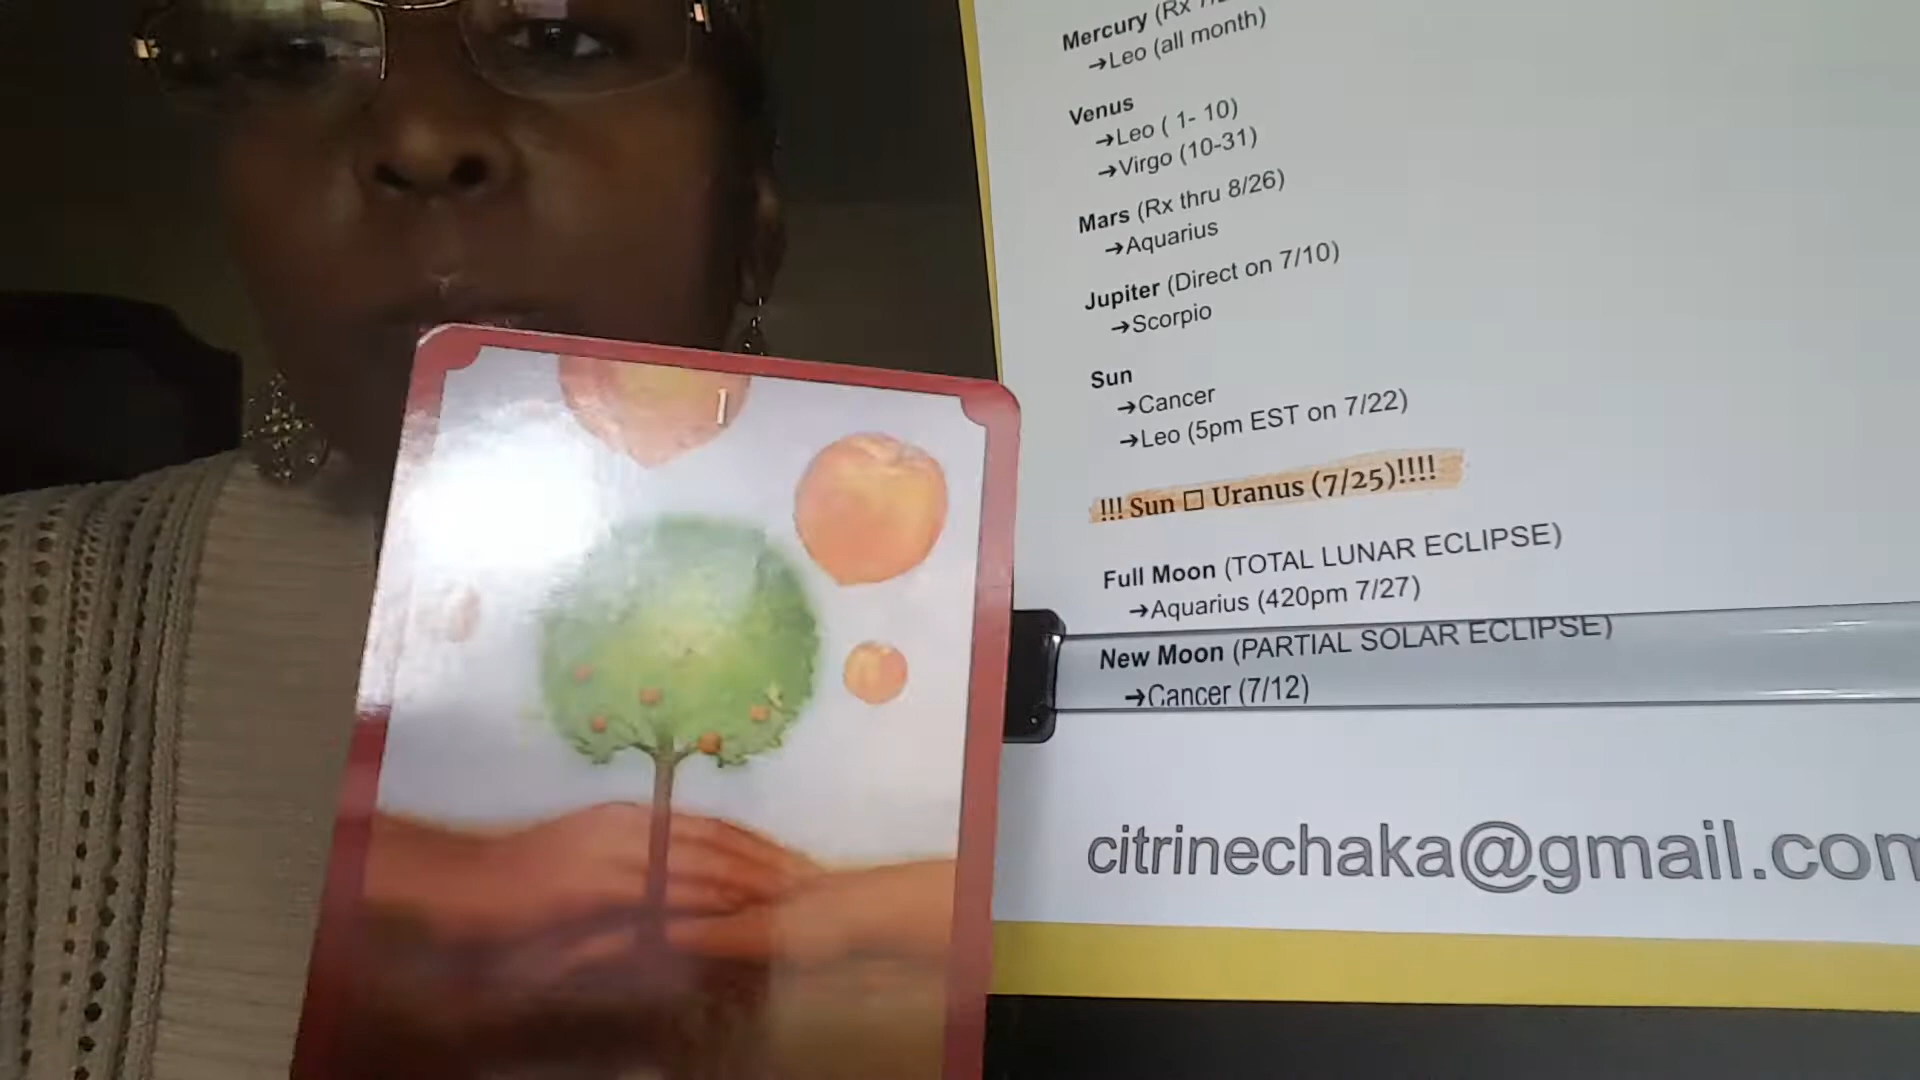 Mercury (Rx
→Leo (all month)
Venus
→Leo ( 1- 10)
→Virgo (10-31)
Mars (Rx thru 8/26)
→Aquarius
Jupiter (Direct on 7/10)
→Scorpio
Sun
→Cancer
→Leo (5pm EST on 7/22)
!!! Sun □ Uranus (7/25)!!!!
Full Moon (TOTAL LUNAR ECLIPSE)
→Aquarius (420pm 7/27)
New Moon (PARTIAL SOLAR ECLIPSE)
→Cancer (7/12)
citrinechaka@gmail.com